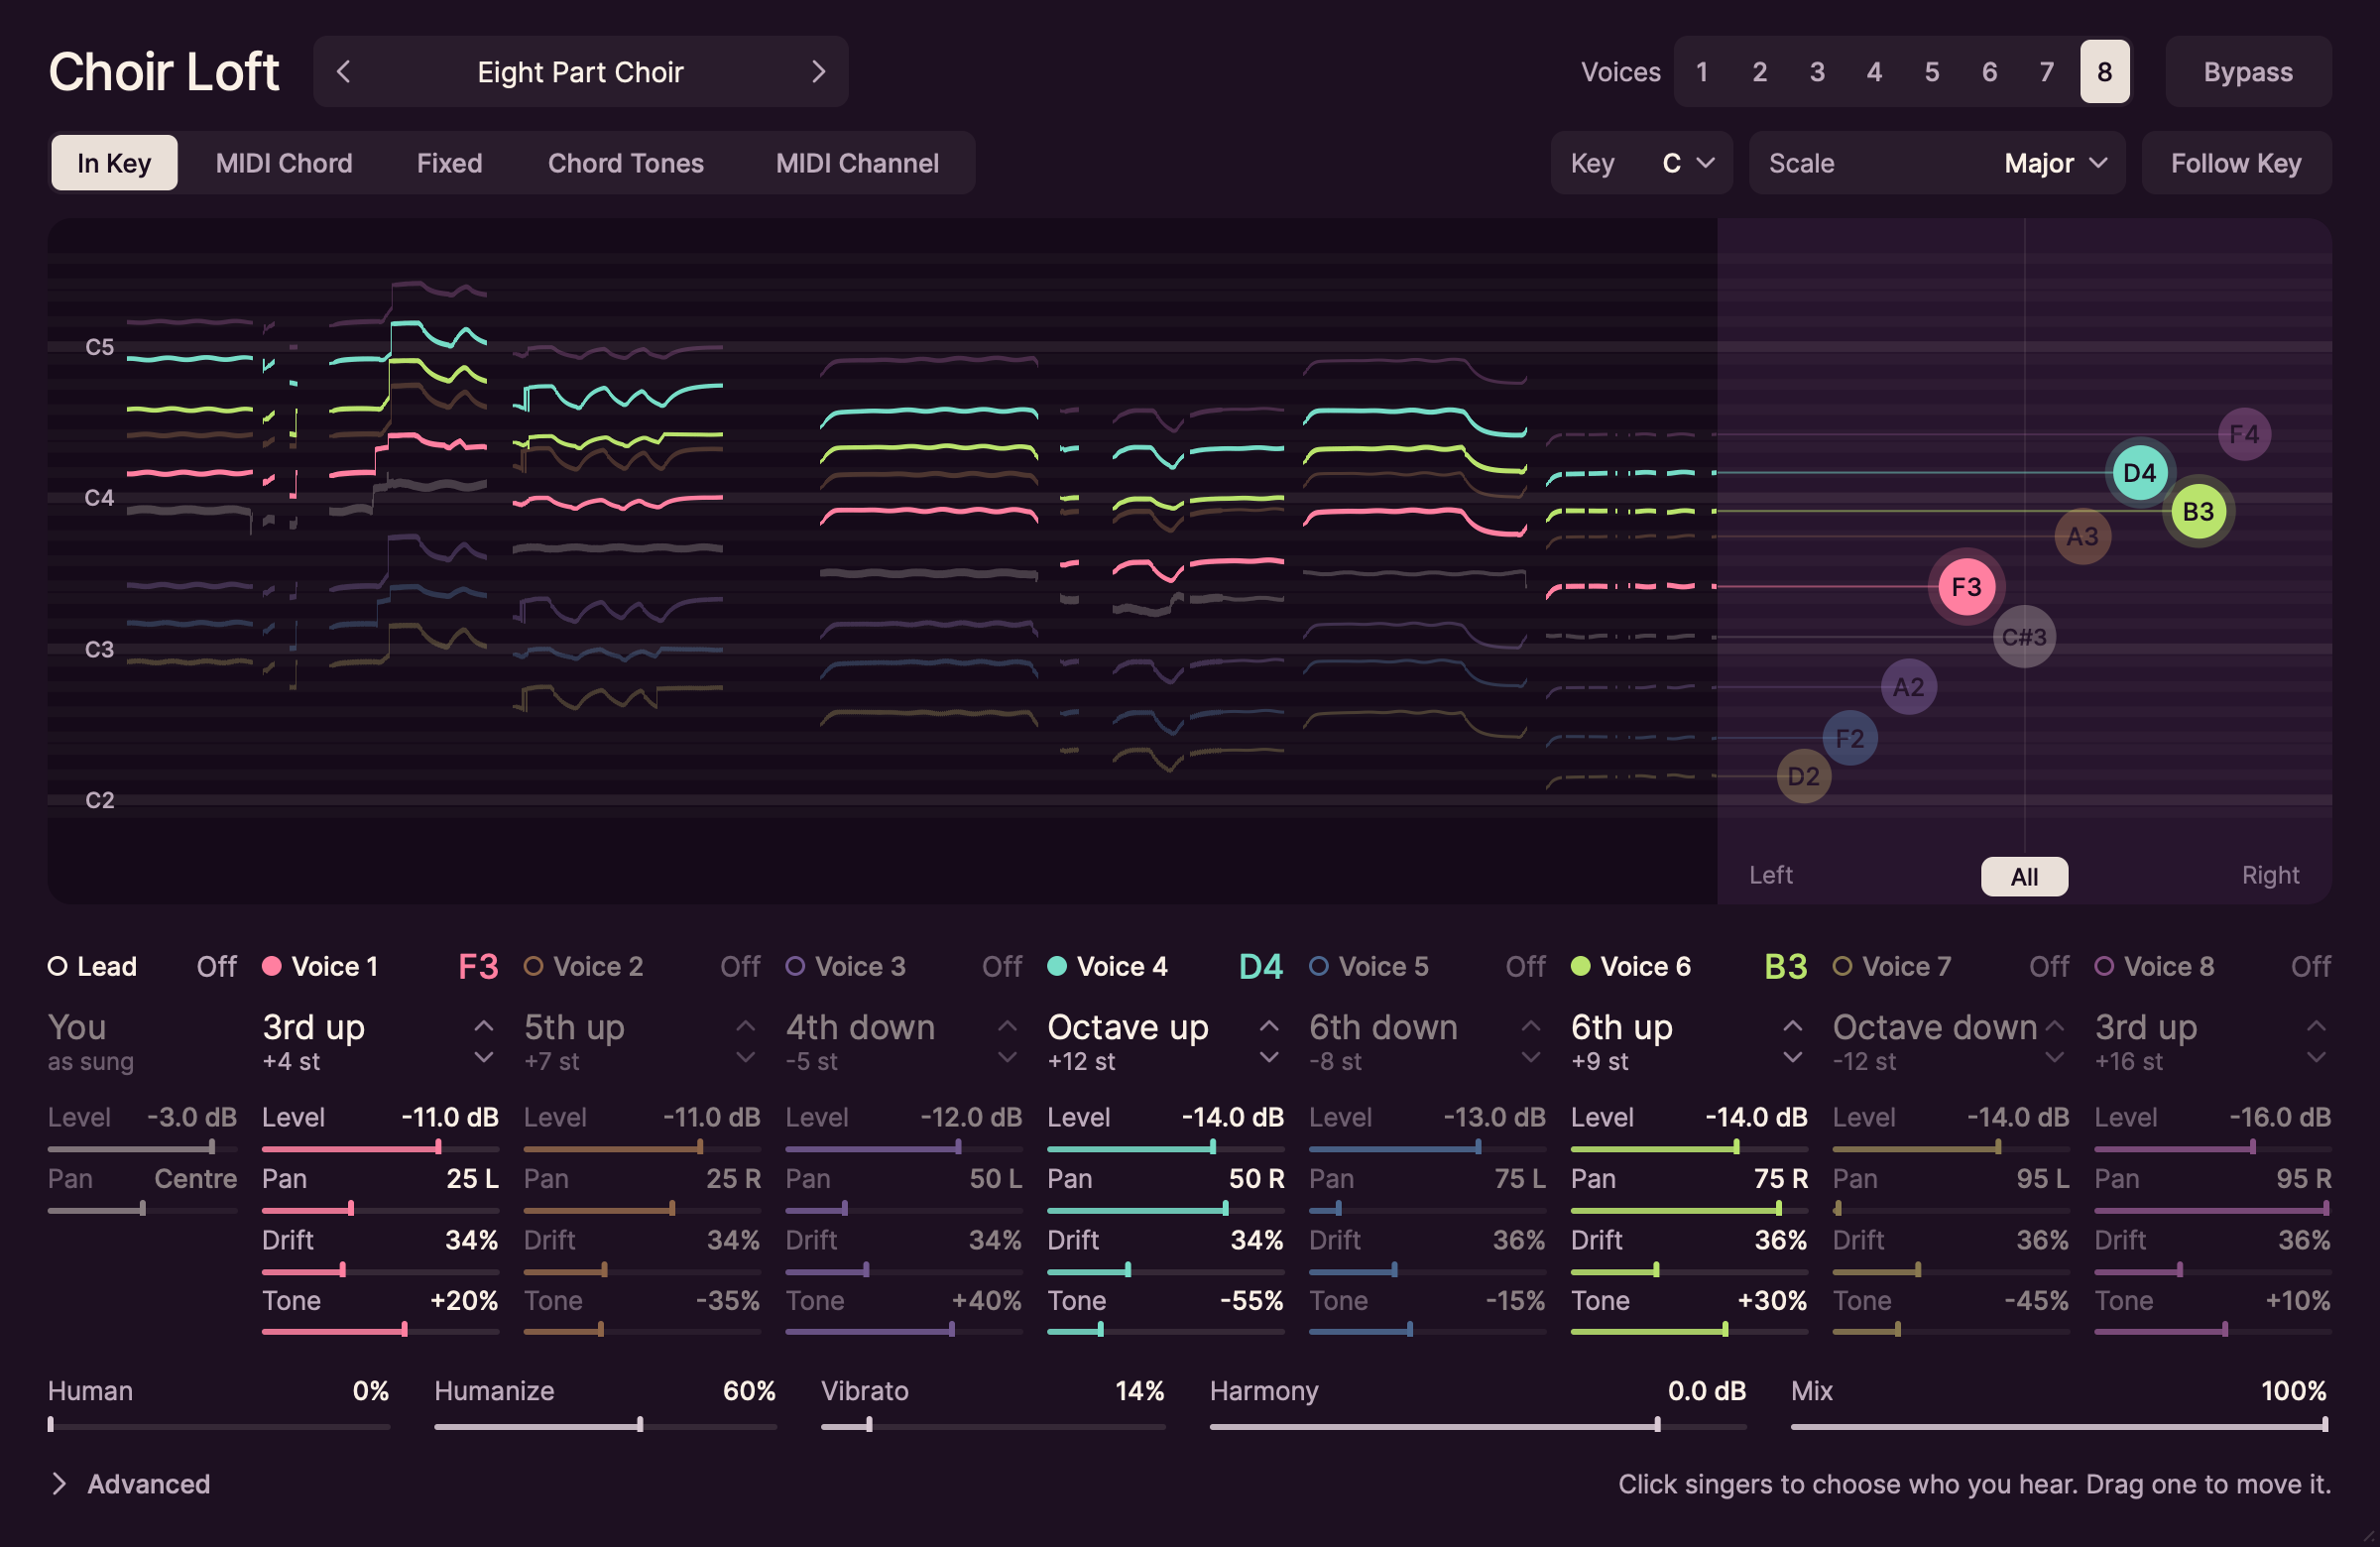 Choir Loft
Eight Part Choir
Voices 1 2 3 4 5 6 7 8
Bypass
In Key MIDI Chord Fixed Chord Tones MIDI Channel
Key C
Scale Major
Follow Key
C5
C4
C3
C2
F4
D4
B3
A3
F3
C#3
A2
F2
D2
Left All Right
Lead Off
You
as sung
Level -3.0 dB
Pan Centre
Voice 1 F3
3rd up
+4 st
Level -11.0 dB
Pan 25 L
Drift 34%
Tone +20%
Voice 2 Off
5th up
+7 st
Level -11.0 dB
Pan 25 R
Drift 34%
Tone -35%
Voice 3 Off
4th down
-5 st
Level -12.0 dB
Pan 50 L
Drift 34%
Tone +40%
Voice 4 D4
Octave up
+12 st
Level -14.0 dB
Pan 50 R
Drift 34%
Tone -55%
Voice 5 Off
6th down
-8 st
Level -13.0 dB
Pan 75 L
Drift 36%
Tone -15%
Voice 6 B3
6th up
+9 st
Level -14.0 dB
Pan 75 R
Drift 36%
Tone +30%
Voice 7 Off
Octave down
-12 st
Level -14.0 dB
Pan 95 L
Drift 36%
Tone -45%
Voice 8 Off
3rd up
+16 st
Level -16.0 dB
Pan 95 R
Drift 36%
Tone +10%
Human 0%
Humanize 60%
Vibrato 14%
Harmony 0.0 dB
Mix 100%
Advanced
Click singers to choose who you hear. Drag one to move it.